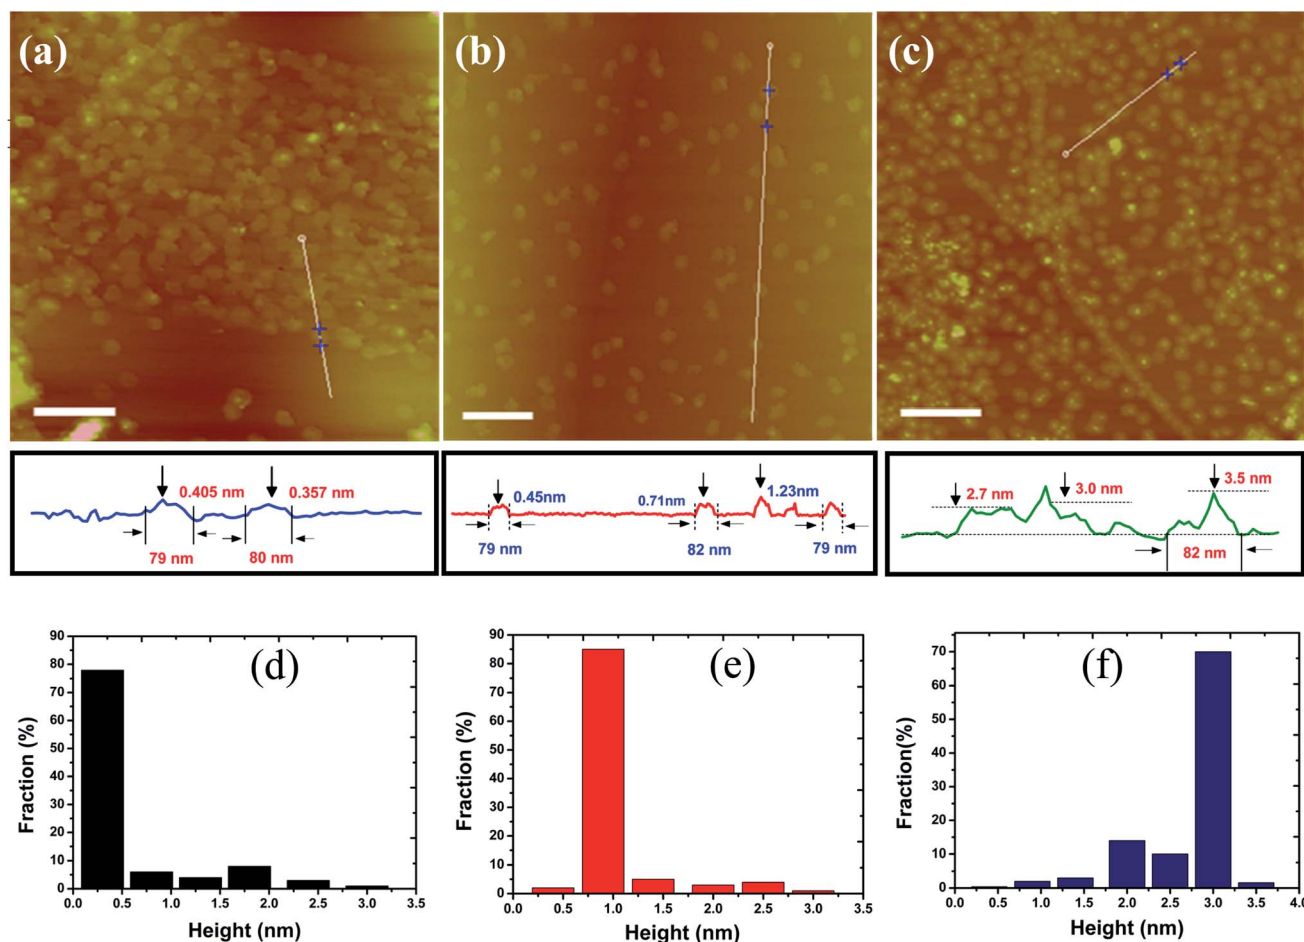 (a)
(b)
(c)
0.405 nm
0.357 nm
79 nm
80 nm
0.45nm
0.71nm
1.23nm
79 nm
82 nm
79 nm
2.7 nm
3.0 nm
3.5 nm
82 nm
(d)
Fraction (%)
90
80
70
60
50
40
30
20
10
0
0.0 0.5 1.0 1.5 2.0 2.5 3.0 3.5
Height (nm)
(e)
Fraction (%)
90
80
70
60
50
40
30
20
10
0
0.0 0.5 1.0 1.5 2.0 2.5 3.0 3.5
Height (nm)
(f)
Fraction(%)
70
60
50
40
30
20
10
0
0.0 0.5 1.0 1.5 2.0 2.5 3.0 3.5 4.0
Height (nm)